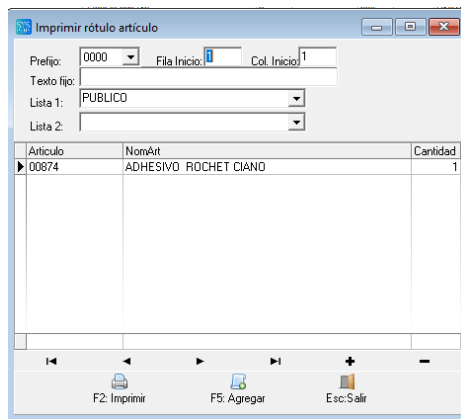 Imprimir rótulo artículo
Prefijo: 0000 Fila Inicio: 1 Col. Inicio: 1
Texto fijo:
Lista 1: PUBLICO
Lista 2:
Articulo NomArt Cantidad
00874 ADHESIVO ROCHET CIANO 1
F2: Imprimir F5: Agregar Esc:Salir